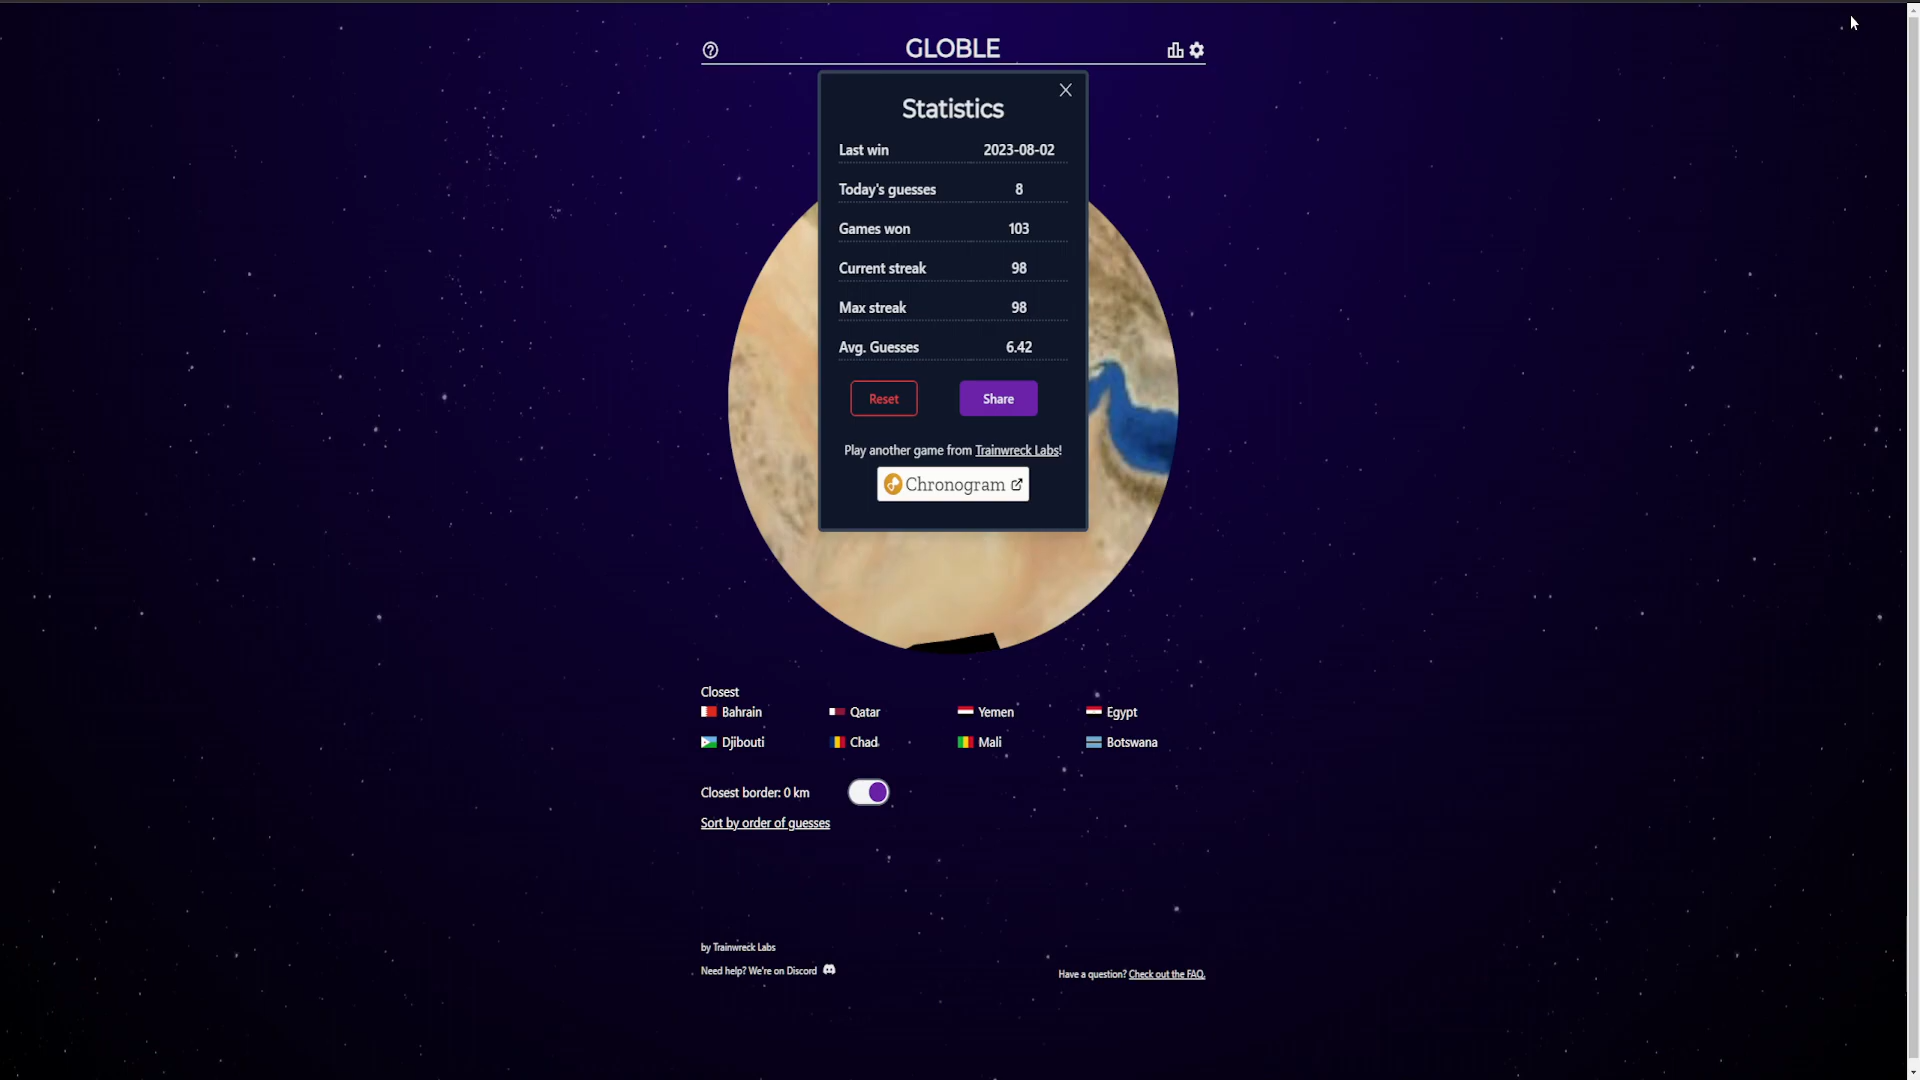 GLOBLE
Statistics
Last win 2023-08-02
Today's guesses 8
Games won 103
Current streak 98
Max streak 98
Avg. Guesses 6.42
Reset Share
Play another game from Trainwreck Labs!
Chronogram
Closest
Bahrain Qatar Yemen Egypt
Djibouti Chad Mali Botswana
Closest border: 0 km
Sort by order of guesses
by Trainwreck Labs
Need help? We're on Discord
Have a question? Check out the FAQ.